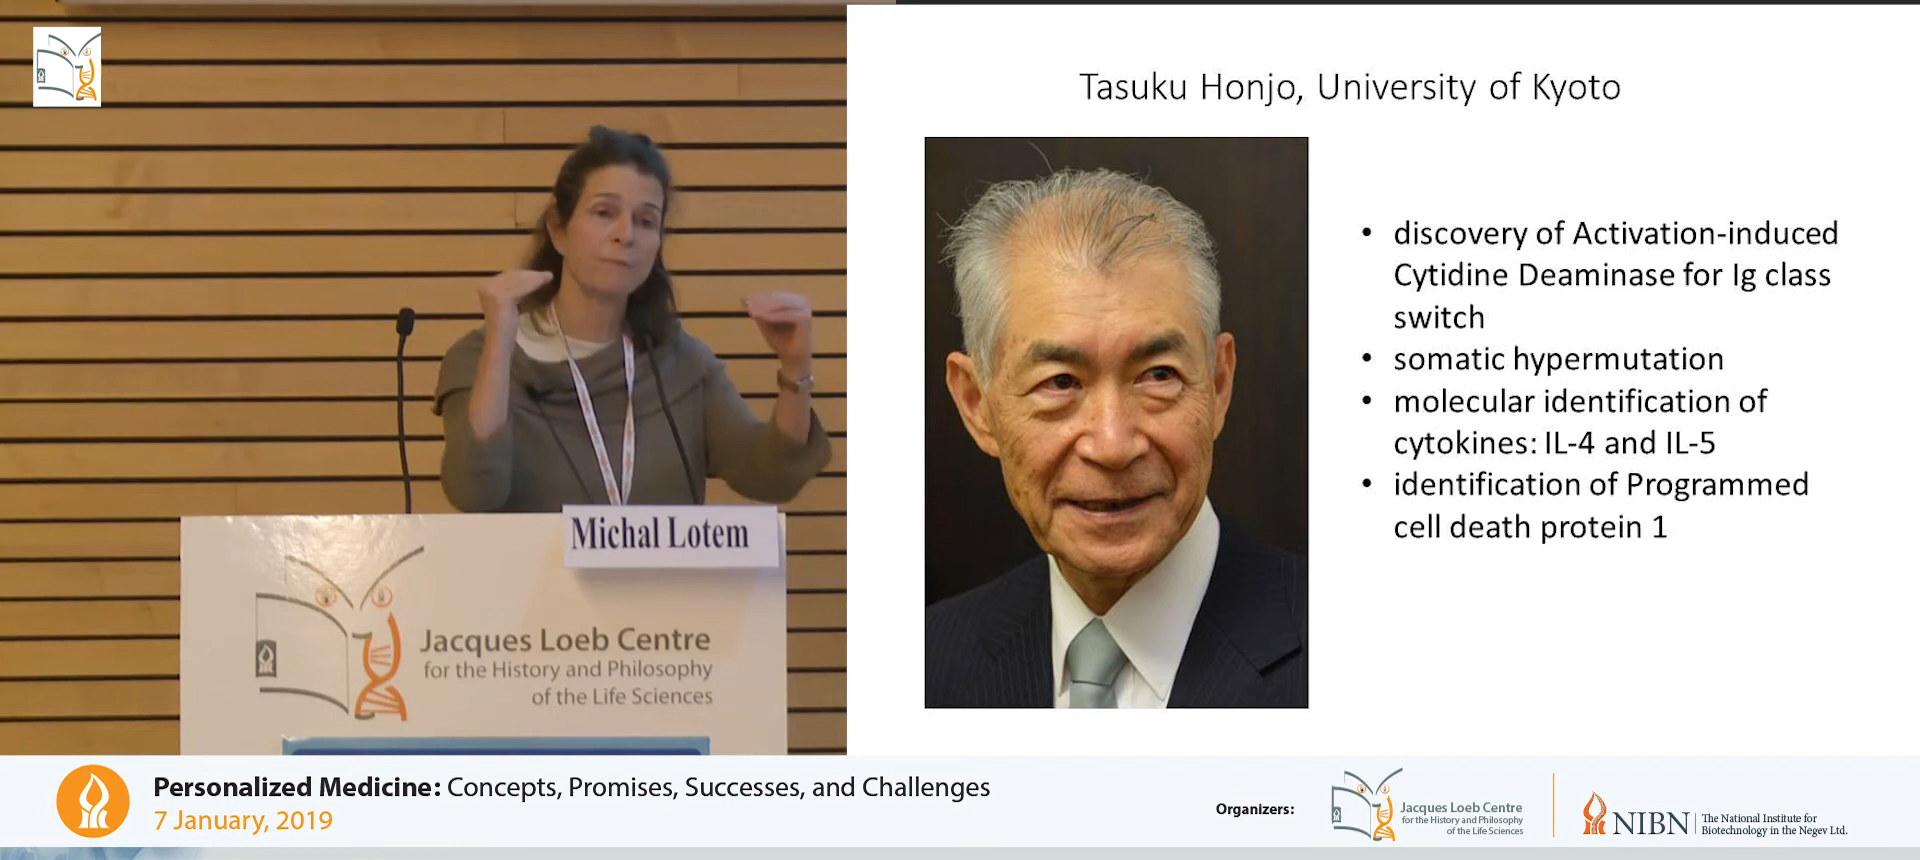 Tasuku Honjo, University of Kyoto
• discovery of Activation-induced
Cytidine Deaminase for Ig class
switch
• somatic hypermutation
• molecular identification of
cytokines: IL-4 and IL-5
• identification of Programmed
cell death protein 1
Michal Lotem
Jacques Loeb Centre
for the History and Philosophy
of the Life Sciences
Personalized Medicine: Concepts, Promises, Successes, and Challenges
7 January, 2019
Organizers:
Jacques Loeb Centre
for the History and Philosophy
of the Life Sciences
NIBN
The National Institute for
Biotechnology in the Negev Ltd.